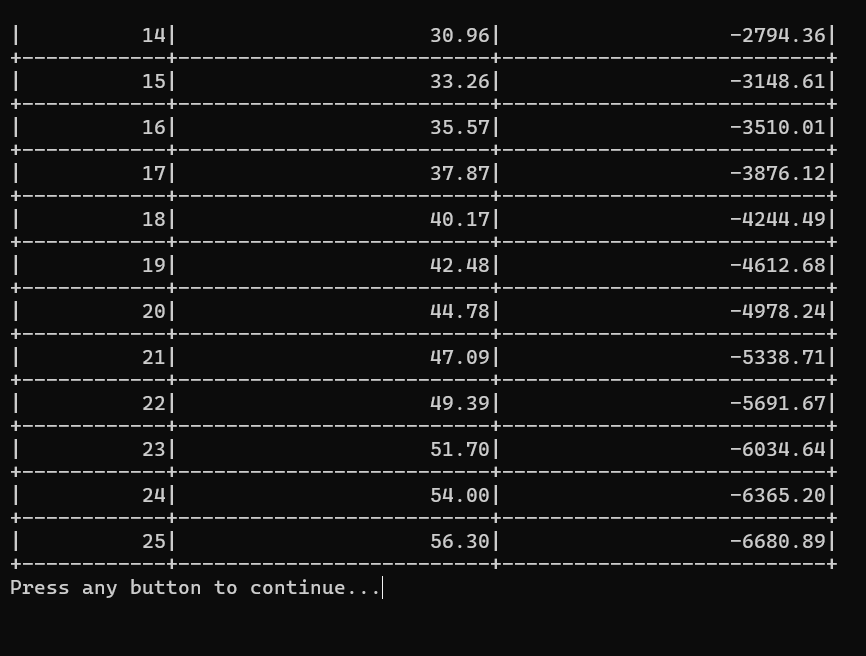 |          14|                     30.96|                   -2794.36|
+------------+--------------------------+---------------------------+
|          15|                     33.26|                   -3148.61|
+------------+--------------------------+---------------------------+
|          16|                     35.57|                   -3510.01|
+------------+--------------------------+---------------------------+
|          17|                     37.87|                   -3876.12|
+------------+--------------------------+---------------------------+
|          18|                     40.17|                   -4244.49|
+------------+--------------------------+---------------------------+
|          19|                     42.48|                   -4612.68|
+------------+--------------------------+---------------------------+
|          20|                     44.78|                   -4978.24|
+------------+--------------------------+---------------------------+
|          21|                     47.09|                   -5338.71|
+------------+--------------------------+---------------------------+
|          22|                     49.39|                   -5691.67|
+------------+--------------------------+---------------------------+
|          23|                     51.70|                   -6034.64|
+------------+--------------------------+---------------------------+
|          24|                     54.00|                   -6365.20|
+------------+--------------------------+---------------------------+
|          25|                     56.30|                   -6680.89|
+------------+--------------------------+---------------------------+
Press any button to continue...